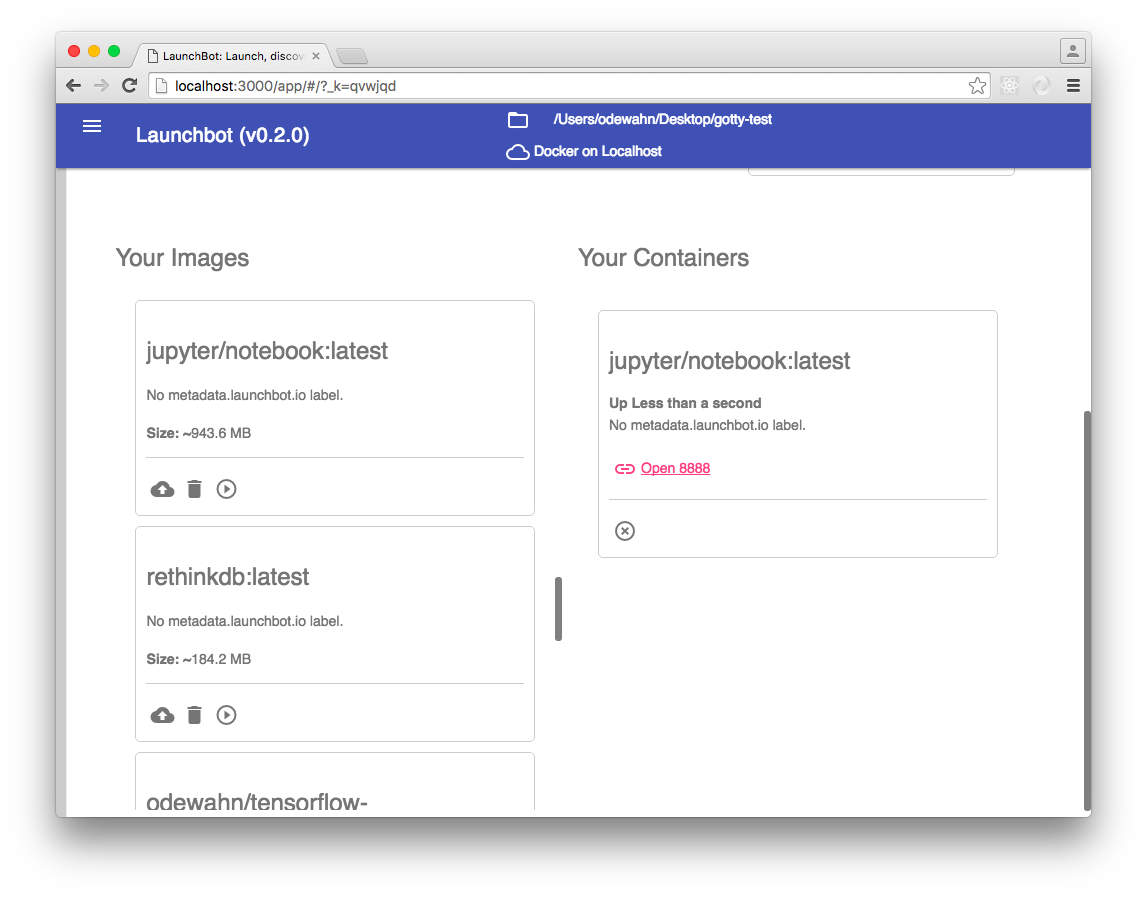 LaunchBot: Launch, disco
localhost:3000/app/#/?_k=qvwjqd
Launchbot (v0.2.0)
/Users/odewahn/Desktop/gotty-test
Docker on Localhost
Your Images
jupyter/notebook:latest
No metadata.launchbot.io label.
Size: ~943.6 MB
rethinkdb:latest
No metadata.launchbot.io label.
Size: ~184.2 MB
odewahn/tensorflow-
Your Containers
jupyter/notebook:latest
Up Less than a second
No metadata.launchbot.io label.
Open 8888